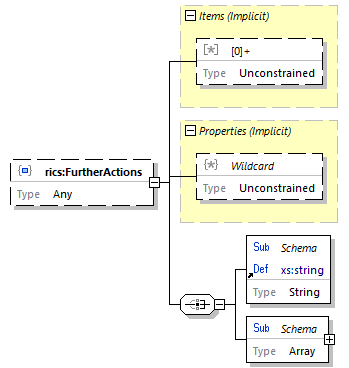 Items (Implicit)
[*] [0]+
Type Unconstrained
Properties (Implicit)
{*} Wildcard
Type Unconstrained
rics:FurtherActions
Type Any
Sub Schema
Def xs:string
Type String
Sub Schema
Type Array